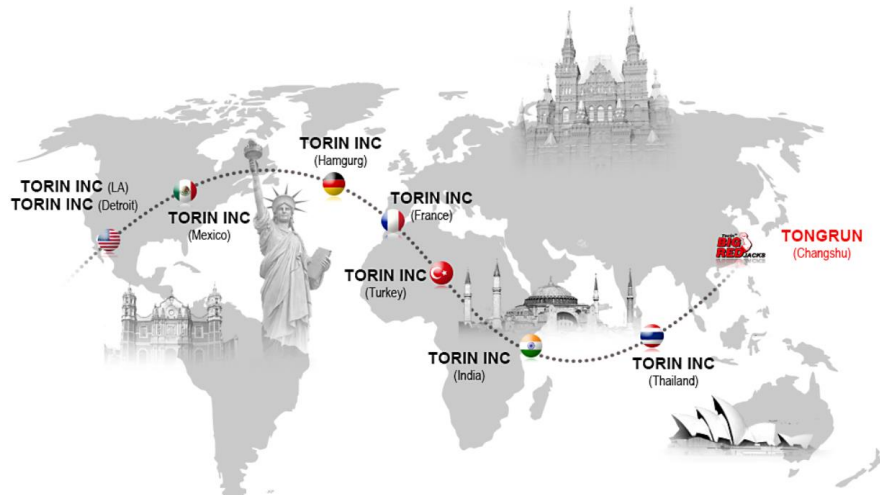 TORIN INC
(Hamgurg)
TORIN INC (LA)
TORIN INC (Detroit)
TORIN INC
(Mexico)
TORIN INC
(France)
Torin
BIG
RED JACKS
TONGRUN
(Changshu)
TORIN INC
(Turkey)
TORIN INC
(India)
TORIN INC
(Thailand)